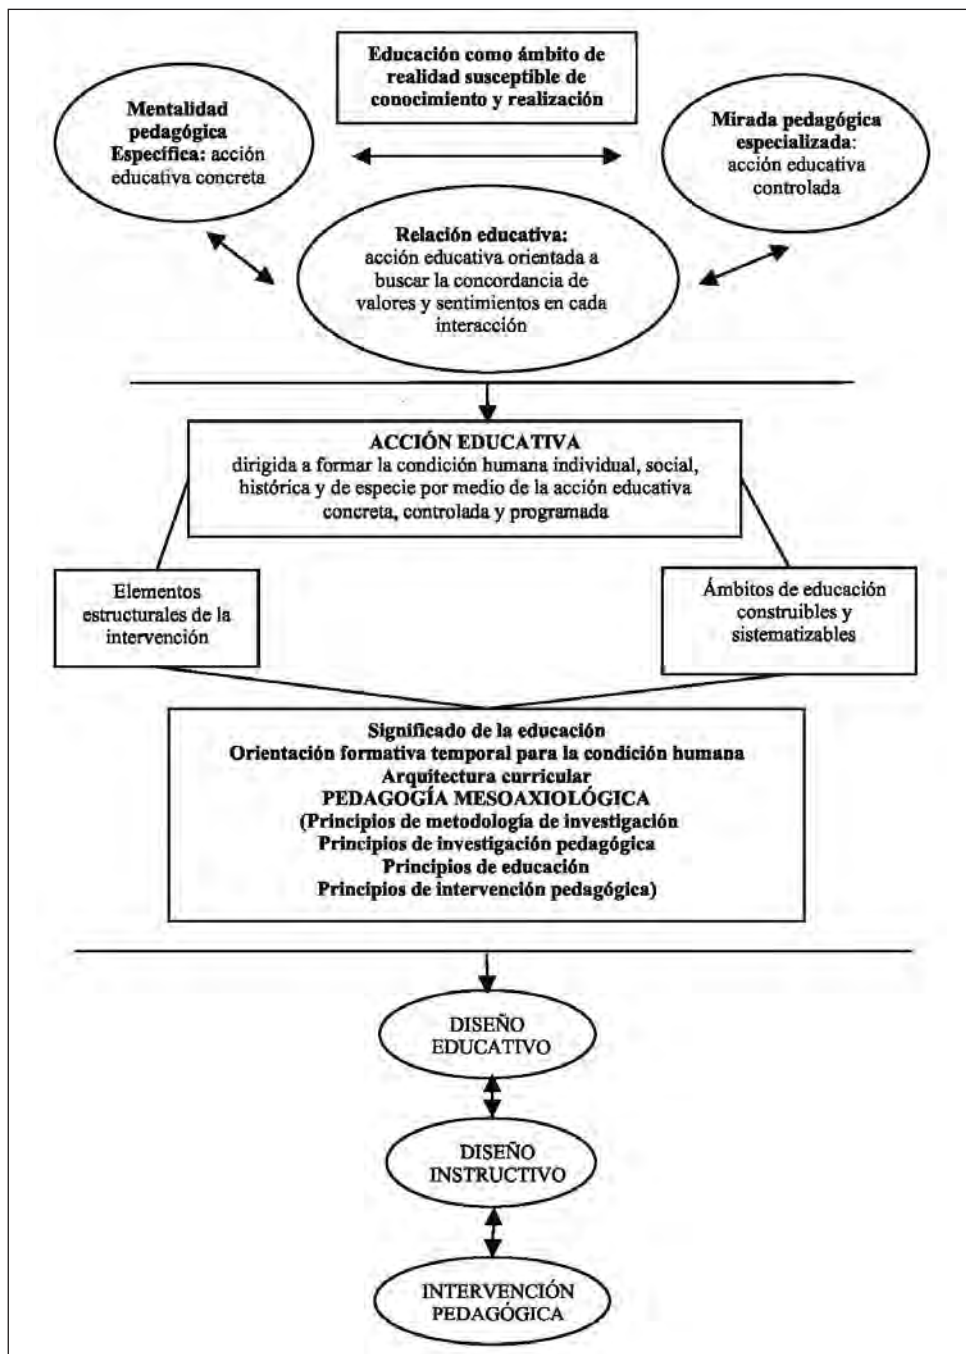 Educación como ámbito de
realidad susceptible de
conocimiento y realización
Mentalidad
pedagógica
Específica: acción
educativa concreta
Mirada pedagógica
especializada:
acción educativa
controlada
Relación educativa:
acción educativa orientada a
buscar la concordancia de
valores y sentimientos en cada
interacción
ACCIÓN EDUCATIVA
dirigida a formar la condición humana individual, social,
histórica y de especie por medio de la acción educativa
concreta, controlada y programada
Elementos
estructurales de la
intervención
Ámbitos de educación
construibles y
sistematizables
Significado de la educación
Orientación formativa temporal para la condición humana
Arquitectura curricular
PEDAGOGÍA MESOAXIOLÓGICA
(Principios de metodología de investigación
Principios de investigación pedagógica
Principios de educación
Principios de intervención pedagógica)
DISEÑO
EDUCATIVO
DISEÑO
INSTRUCTIVO
INTERVENCIÓN
PEDAGÓGICA